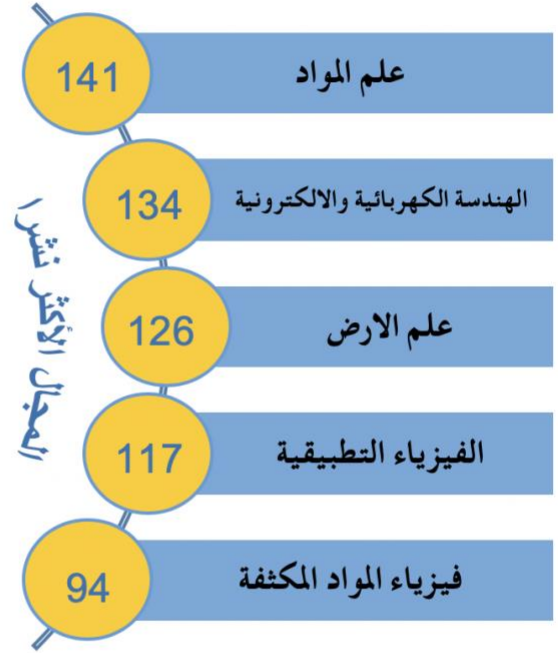 المجال الأكثر نشرا
141
علم المواد
134
الهندسة الكهربائية والالكترونية
126
علم الارض
117
الفيزياء التطبيقية
94
فيزياء المواد المكثفة